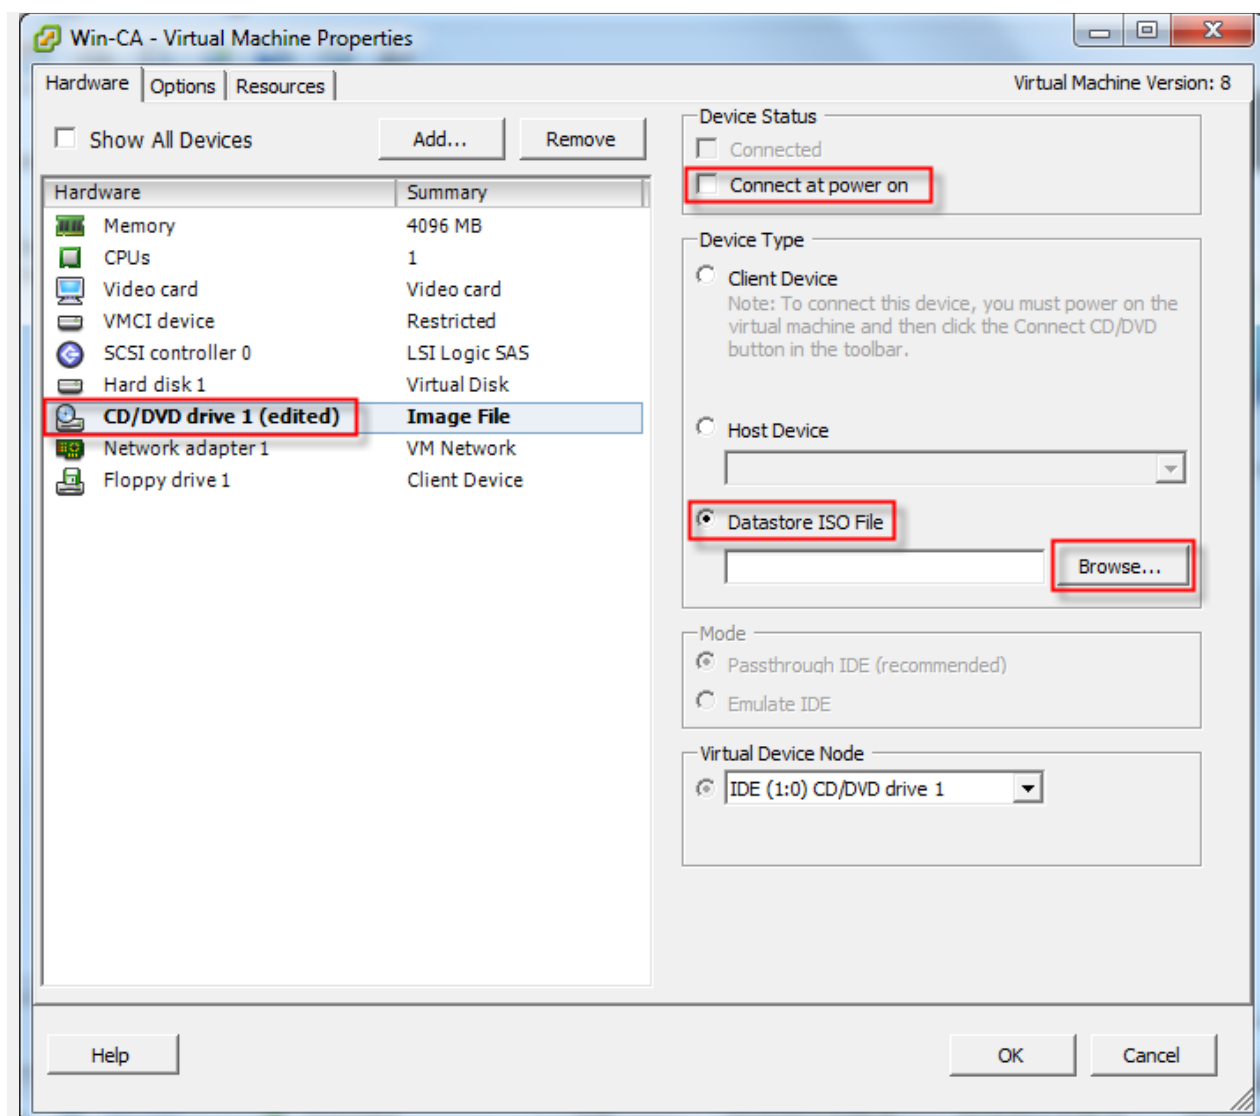 Win-CA - Virtual Machine Properties
Hardware Options Resources Virtual Machine Version: 8
Show All Devices Add... Remove
Hardware Summary
Memory 4096 MB
CPUs 1
Video card Video card
VMCI device Restricted
SCSI controller 0 LSI Logic SAS
Hard disk 1 Virtual Disk
CD/DVD drive 1 (edited) Image File
Network adapter 1 VM Network
Floppy drive 1 Client Device
Device Status
Connected
Connect at power on
Device Type
Client Device
Note: To connect this device, you must power on the
virtual machine and then click the Connect CD/DVD
button in the toolbar.
Host Device
Datastore ISO File
Browse...
Mode
Passthrough IDE (recommended)
Emulate IDE
Virtual Device Node
IDE (1:0) CD/DVD drive 1
Help OK Cancel